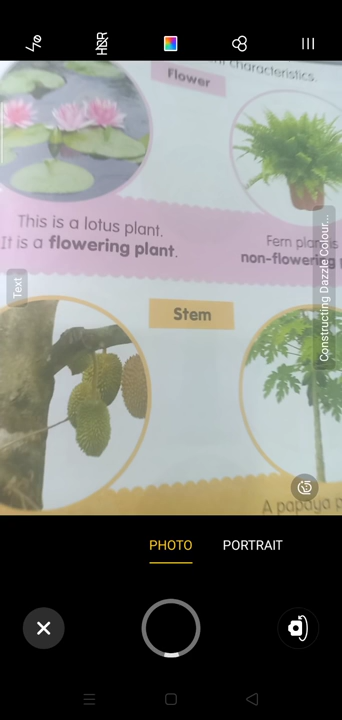 characteristics.
Flower
This is a lotus plant.
It is a flowering plant.
Fern plants
non-flowering
Text
Constructing Dazzle Colour...
Stem
A papaya
PHOTO
PORTRAIT